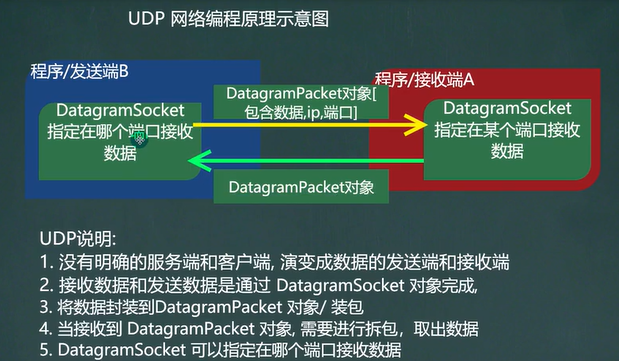 UDP 网络编程原理示意图
程序/发送端B
DatagramSocket
指定在哪个端口接收
数据
DatagramPacket对象[
包含数据,ip,端口]
程序/接收端A
DatagramSocket
指定在某个端口接收
数据
DatagramPacket对象
UDP说明:
1. 没有明确的服务端和客户端, 演变成数据的发送端和接收端
2. 接收数据和发送数据是通过 DatagramSocket 对象完成,
3. 将数据封装到DatagramPacket 对象/ 装包
4. 当接收到 DatagramPacket 对象, 需要进行拆包，取出数据
5. DatagramSocket 可以指定在哪个端口接收数据